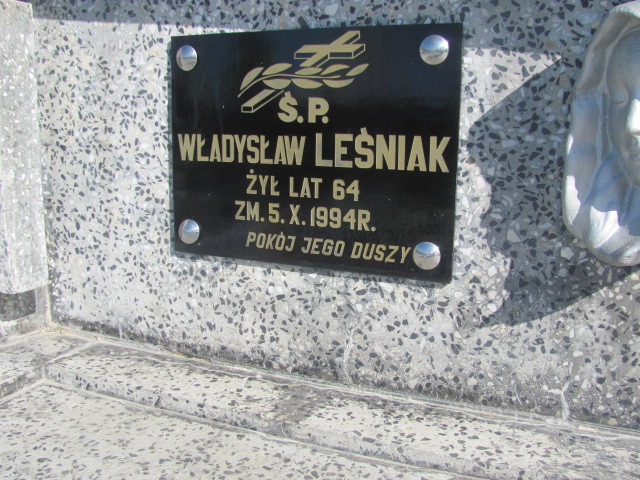 Ś.P.
WŁADYSŁAW LEŚNIAK
ŻYŁ LAT 64
ZM. 5. X. 1994R.
POKÓJ JEGO DUSZY